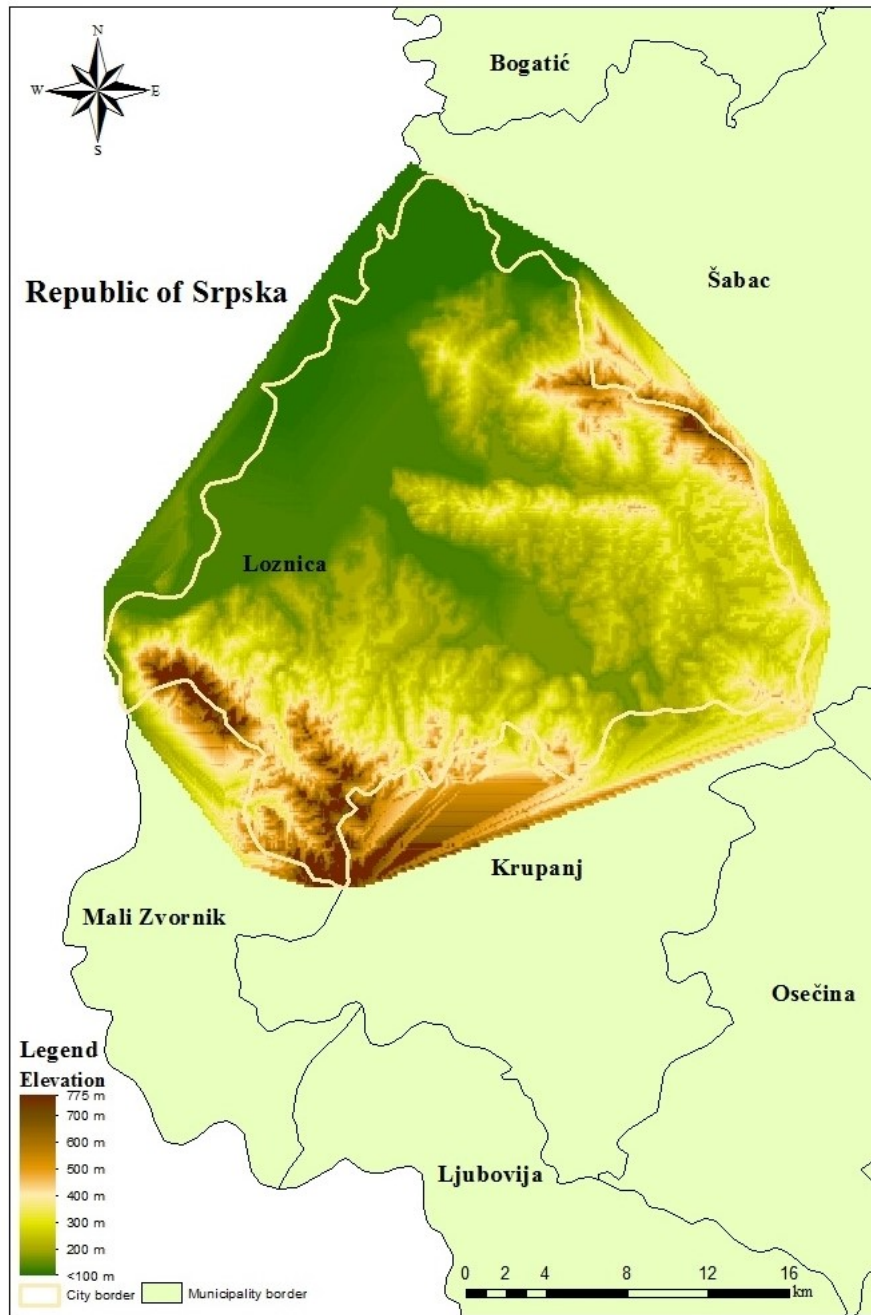 N
W
E
S
Bogatić
Republic of Srpska
Šabac
Loznica
Krupanj
Mali Zvornik
Osečina
Ljubovija
Legend
Elevation
775 m
700 m
600 m
500 m
400 m
300 m
200 m
<100 m
City border
Municipality border
0 2 4 8 12 16
km